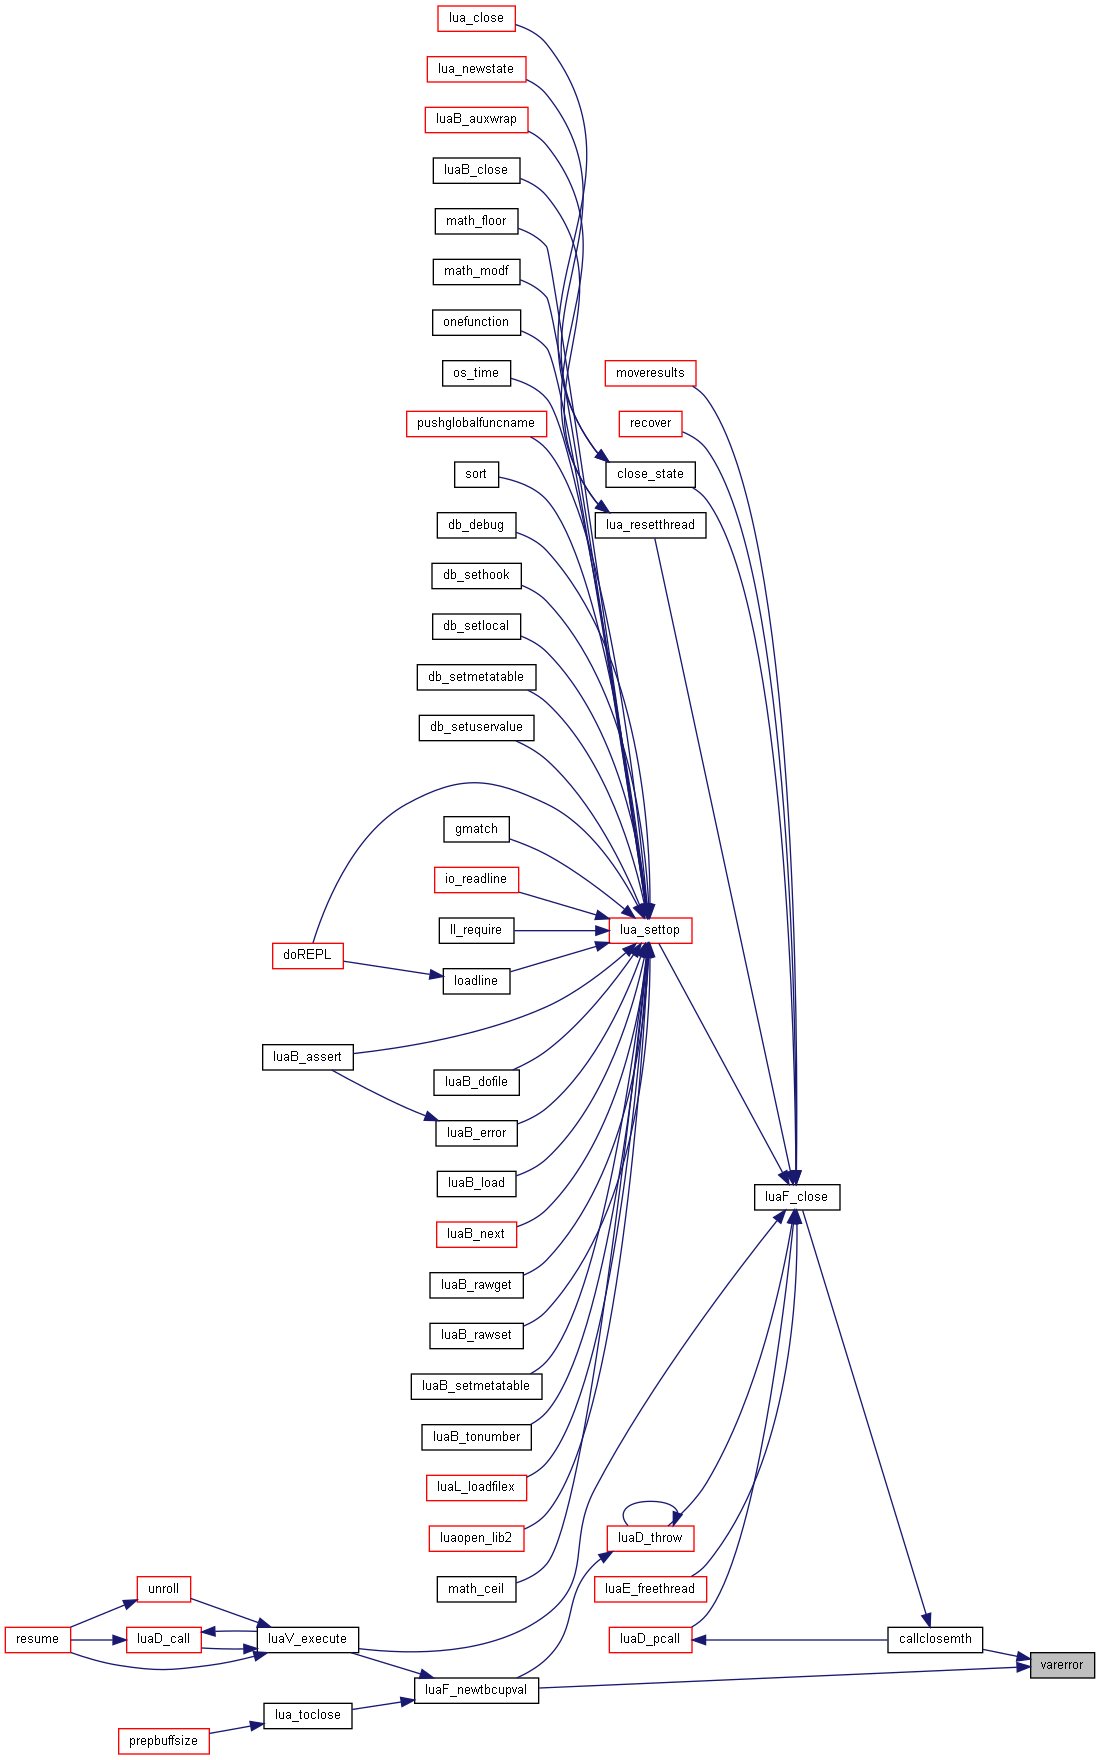 lua_close
lua_newstate
luaB_auxwrap
luaB_close
math_floor
math_modf
onefunction
os_time
moveresults
pushglobalfuncname
recover
sort
close_state
db_debug
lua_resetthread
db_sethook
db_setlocal
db_setmetatable
db_setuservalue
gmatch
io_readline
ll_require
lua_settop
doREPL
loadline
luaB_assert
luaB_dofile
luaB_error
luaB_load
luaF_close
luaB_next
luaB_rawget
luaB_rawset
luaB_setmetatable
luaB_tonumber
luaL_loadfilex
luaopen_lib2
luaD_throw
math_ceil
unroll
luaE_freethread
resume
luaD_call
luaV_execute
luaD_pcall
callclosemth
varerror
luaF_newtbcupval
lua_toclose
prepbuffsize